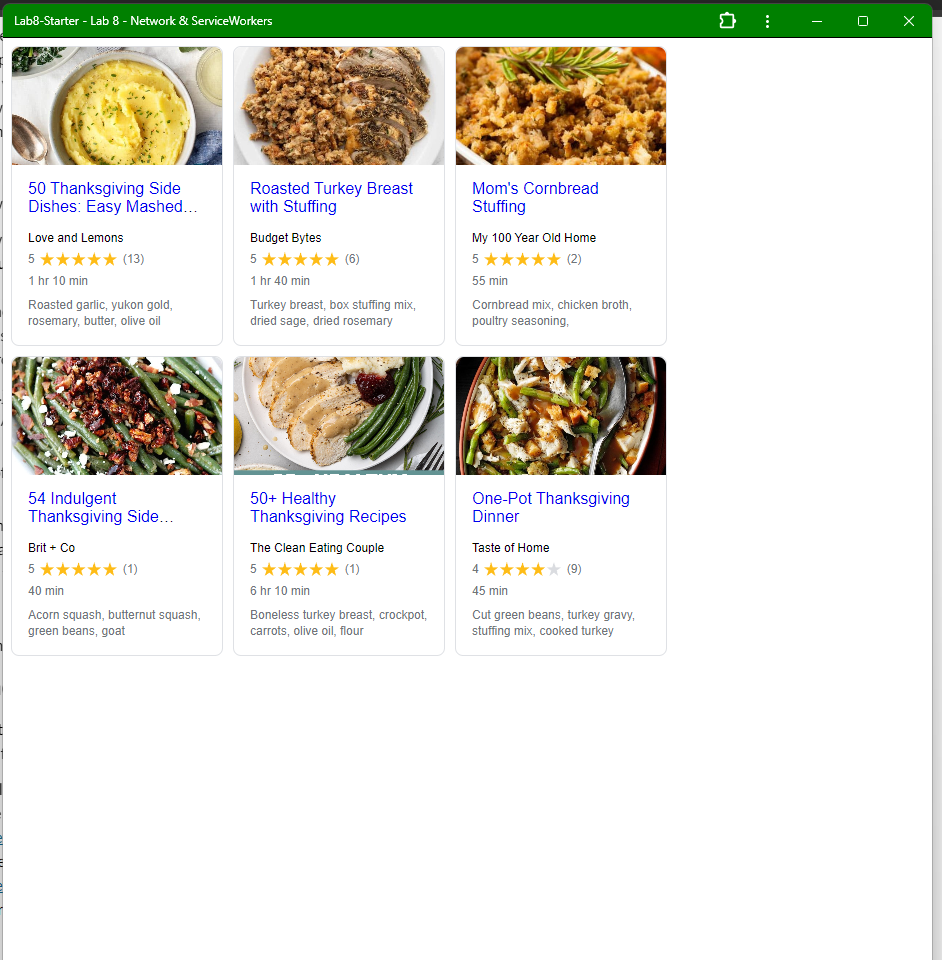 Lab8-Starter - Lab 8 - Network & ServiceWorkers
50 Thanksgiving Side
Dishes: Easy Mashed…
Love and Lemons
5 (13)
1 hr 10 min
Roasted garlic, yukon gold,
rosemary, butter, olive oil
Roasted Turkey Breast
with Stuffing
Budget Bytes
5 (6)
1 hr 40 min
Turkey breast, box stuffing mix,
dried sage, dried rosemary
Mom's Cornbread
Stuffing
My 100 Year Old Home
5 (2)
55 min
Cornbread mix, chicken broth,
poultry seasoning,
54 Indulgent
Thanksgiving Side…
Brit + Co
5 (1)
40 min
Acorn squash, butternut squash,
green beans, goat
50+ Healthy
Thanksgiving Recipes
The Clean Eating Couple
5 (1)
6 hr 10 min
Boneless turkey breast, crockpot,
carrots, olive oil, flour
One-Pot Thanksgiving
Dinner
Taste of Home
4 (9)
45 min
Cut green beans, turkey gravy,
stuffing mix, cooked turkey